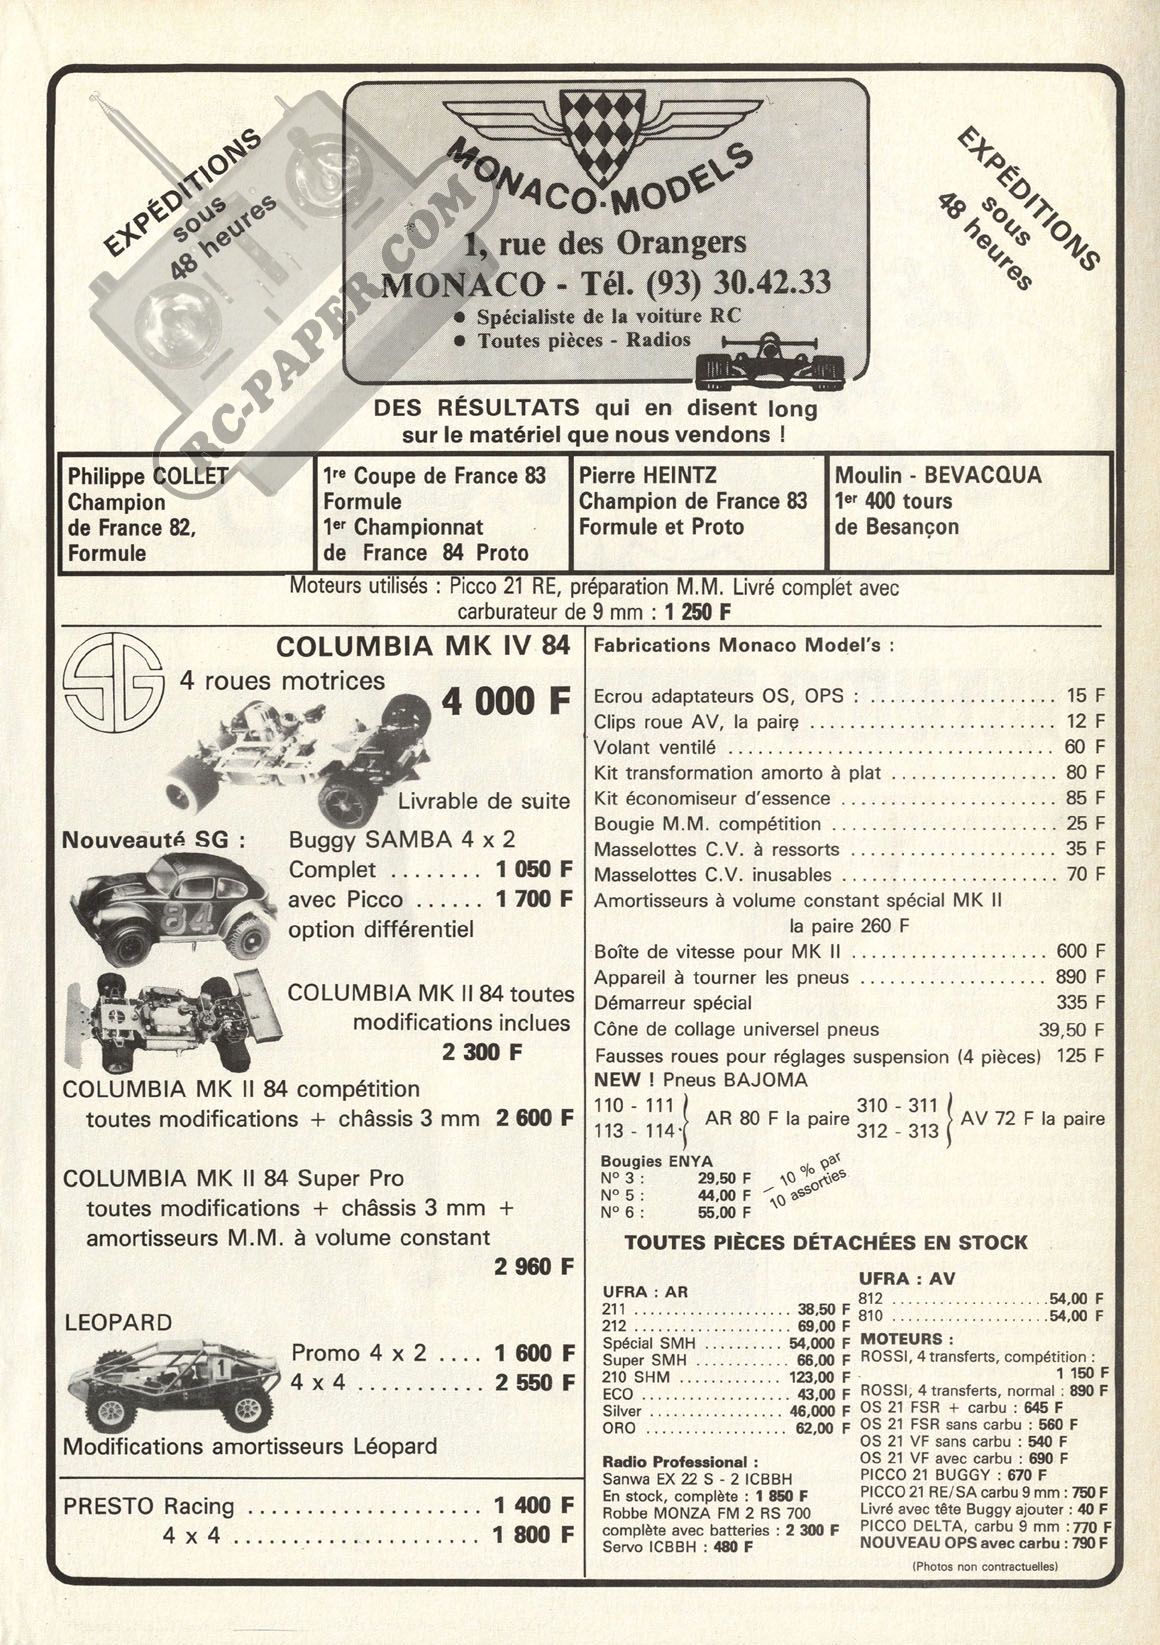 EXPÉDITIONS
sous
48 heures
MONACO-MODELS
1, rue des Orangers
MONACO - Tél. (93) 30.42.33
• Spécialiste de la voiture RC
• Toutes pièces - Radios
EXPÉDITIONS
sous
48 heures
RC-PAPER.COM
DES RÉSULTATS qui en disent long
sur le matériel que nous vendons !
Philippe COLLET
Champion
de France 82,
Formule
1re Coupe de France 83
Formule
1er Championnat
de France 84 Proto
Pierre HEINTZ
Champion de France 83
Formule et Proto
Moulin - BEVACQUA
1er 400 tours
de Besançon
Moteurs utilisés : Picco 21 RE, préparation M.M. Livré complet avec
carburateur de 9 mm : 1 250 F
SG
COLUMBIA MK IV 84
4 roues motrices
4 000 F
Livrable de suite
Nouveauté SG :
Buggy SAMBA 4 x 2
Complet ........ 1 050 F
avec Picco ...... 1 700 F
option différentiel
84
COLUMBIA MK II 84 toutes
modifications inclues
2 300 F
COLUMBIA MK II 84 compétition
toutes modifications + châssis 3 mm 2 600 F
COLUMBIA MK II 84 Super Pro
toutes modifications + châssis 3 mm +
amortisseurs M.M. à volume constant
2 960 F
LEOPARD
1
Promo 4 x 2 .... 1 600 F
4 x 4 .......... 2 550 F
Modifications amortisseurs Léopard
PRESTO Racing .................. 1 400 F
4 x 4 ..................... 1 800 F
Fabrications Monaco Model's :
Ecrou adaptateurs OS, OPS : .................. 15 F
Clips roue AV, la paire ........................ 12 F
Volant ventilé ................................ 60 F
Kit transformation amorto à plat ................ 80 F
Kit économiseur d'essence ..................... 85 F
Bougie M.M. compétition ...................... 25 F
Masselottes C.V. à ressorts .................... 35 F
Masselottes C.V. inusables ..................... 70 F
Amortisseurs à volume constant spécial MK II
la paire 260 F
Boîte de vitesse pour MK II ................... 600 F
Appareil à tourner les pneus .................. 890 F
Démarreur spécial 335 F
Cône de collage universel pneus 39,50 F
Fausses roues pour réglages suspension (4 pièces) 125 F
NEW ! Pneus BAJOMA
110 - 111
113 - 114
AR 80 F la paire
310 - 311
312 - 313
AV 72 F la paire
Bougies ENYA
N° 3 : 29,50 F
N° 5 : 44,00 F
N° 6 : 55,00 F
— 10 % par
10 assorties
TOUTES PIÈCES DÉTACHÉES EN STOCK
UFRA : AR
211 .................... 38,50 F
212 .................... 69,00 F
Spécial SMH .......... 54,000 F
Super SMH ............ 66,00 F
210 SHM .............. 123,00 F
ECO .................... 43,00 F
Silver .................. 46,000 F
ORO .................... 62,00 F
Radio Professional :
Sanwa EX 22 S - 2 ICBBH
En stock, complète : 1 850 F
Robbe MONZA FM 2 RS 700
complète avec batteries : 2 300 F
Servo ICBBH : 480 F
UFRA : AV
812 ....................54,00 F
810 ....................54,00 F
MOTEURS :
ROSSI, 4 transferts, compétition :
1 150 F
ROSSI, 4 transferts, normal : 890 F
OS 21 FSR + carbu : 645 F
OS 21 FSR sans carbu : 560 F
OS 21 VF sans carbu : 540 F
OS 21 VF avec carbu : 690 F
PICCO 21 BUGGY : 670 F
PICCO 21 RE/SA carbu 9 mm : 750 F
Livré avec tête Buggy ajouter : 40 F
PICCO DELTA, carbu 9 mm : 770 F
NOUVEAU OPS avec carbu : 790 F
(Photos non contractuelles)